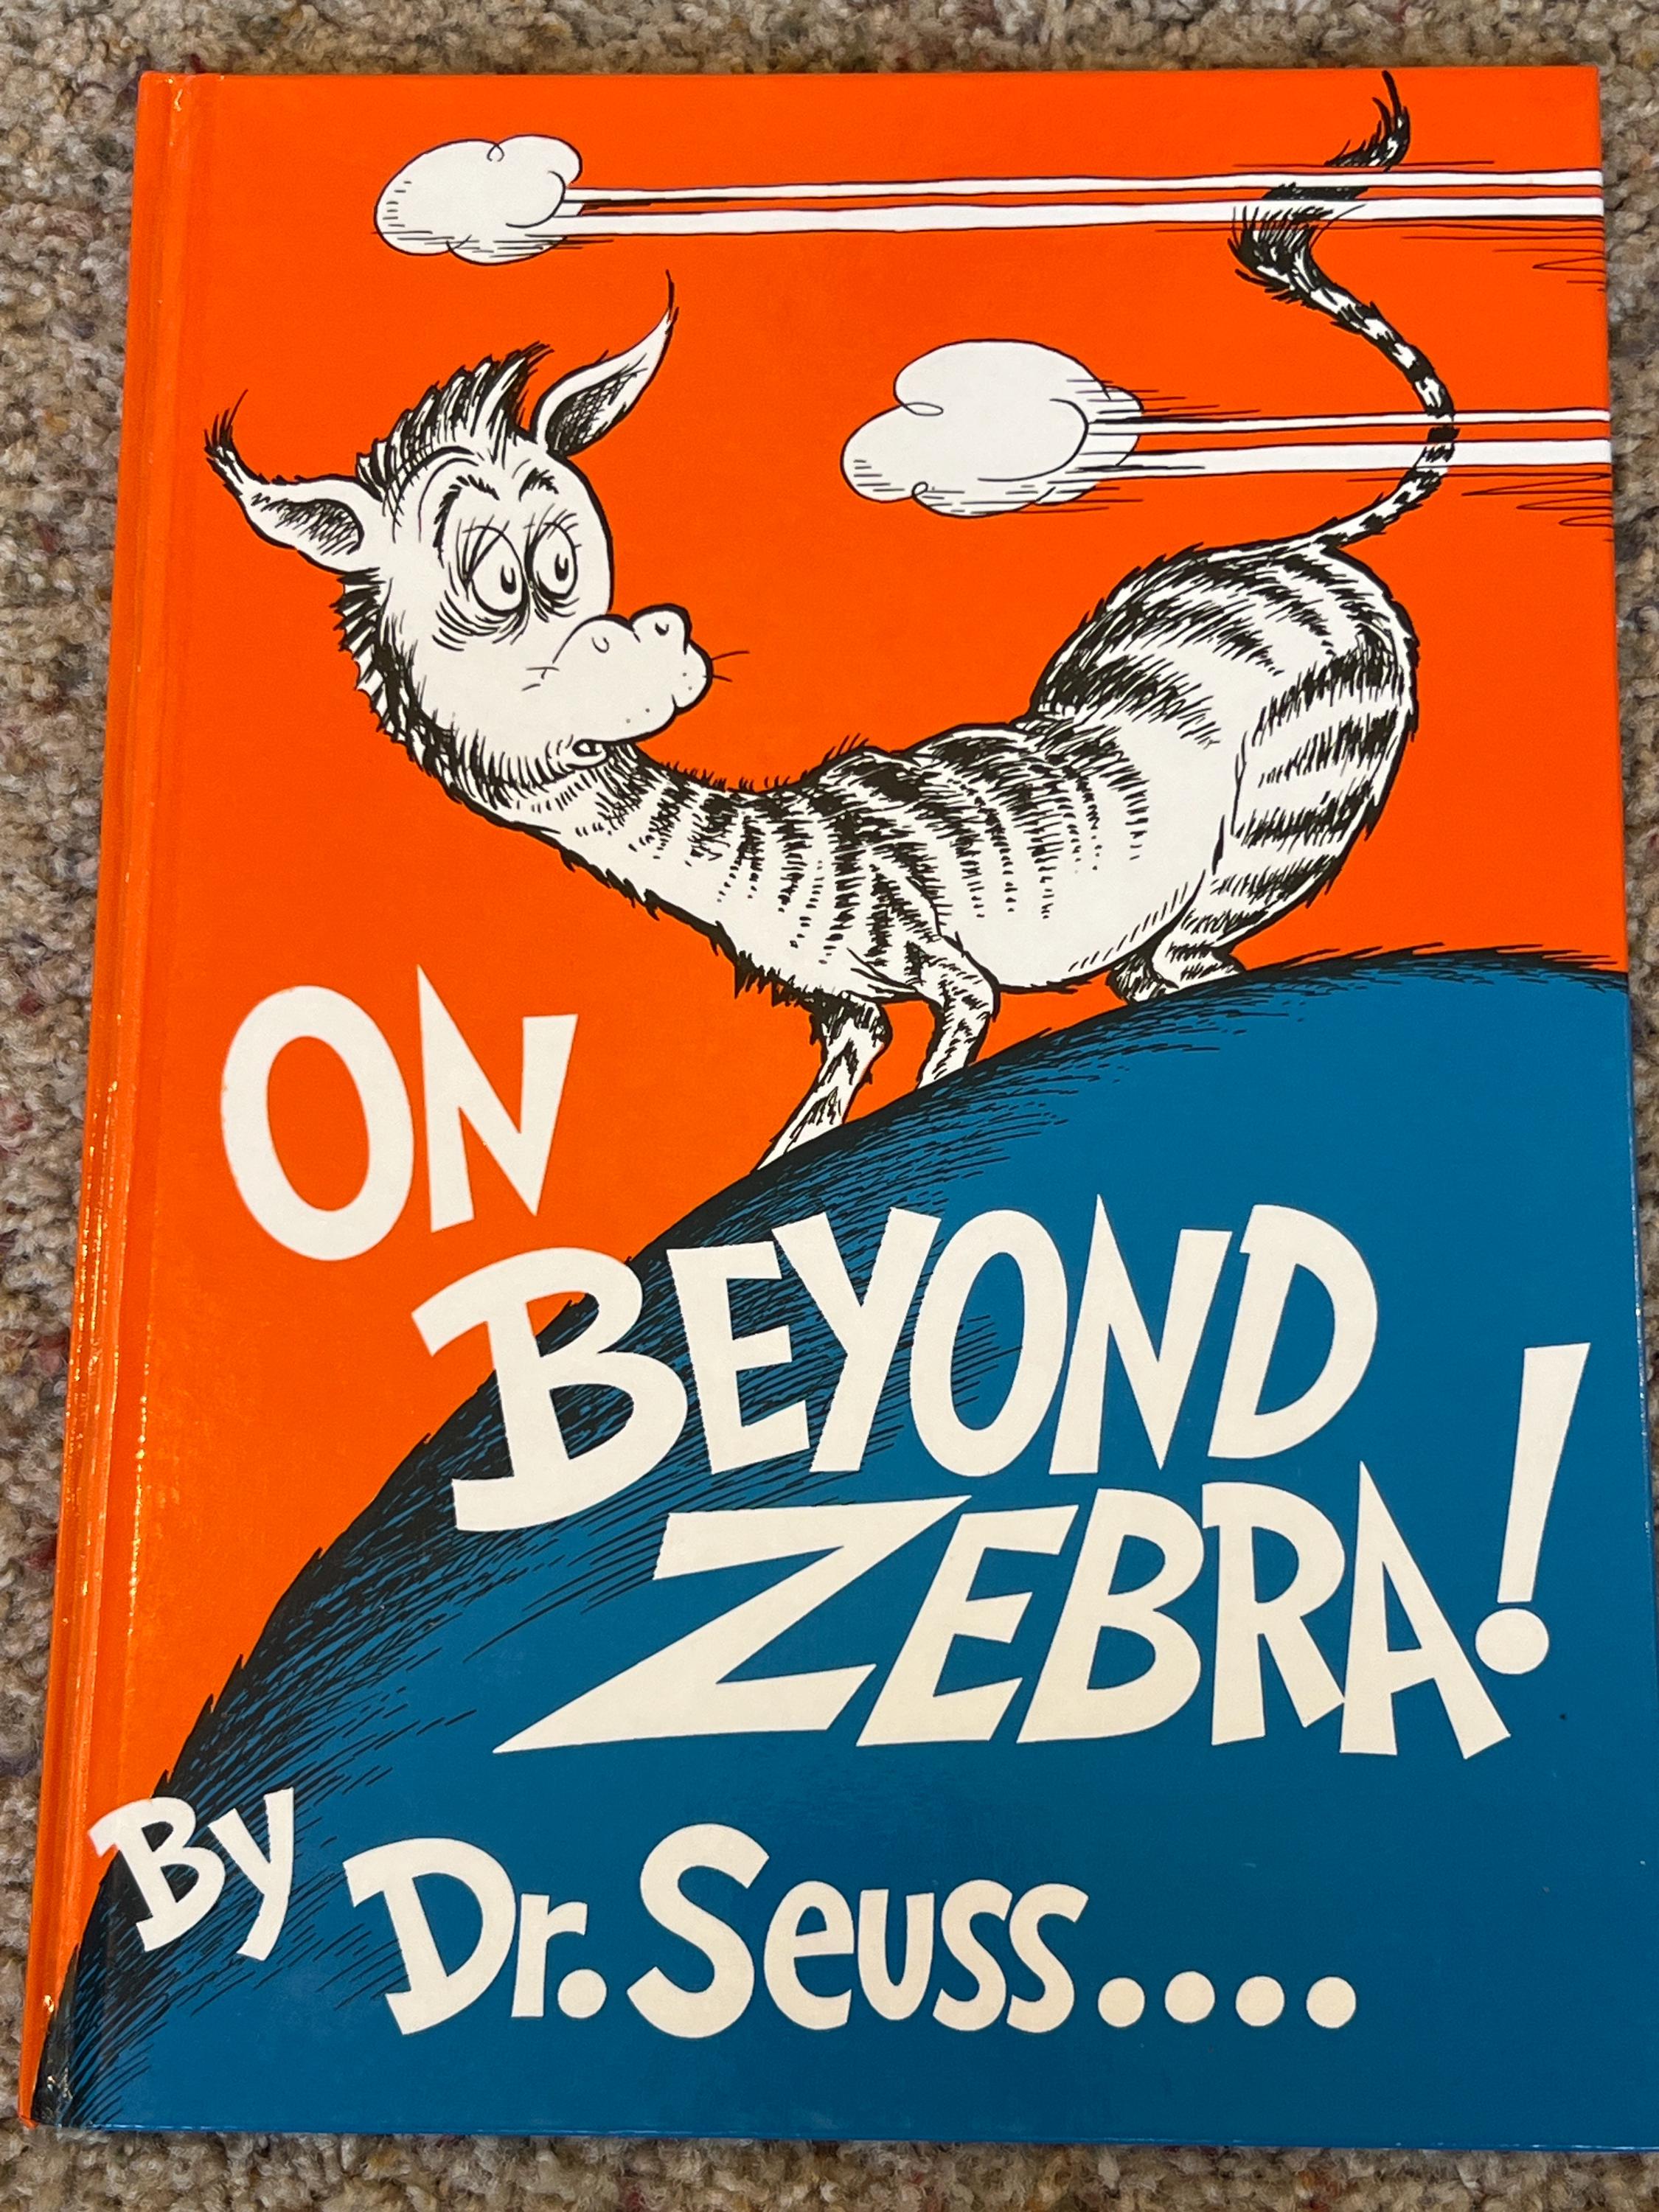 ON
BEYOND
ZEBRA!
By Dr. Seuss....